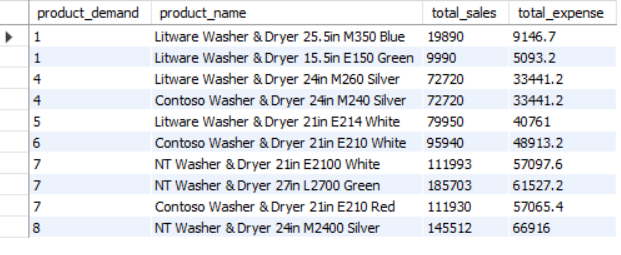 product_demand product_name total_sales total_expense
1 Litware Washer & Dryer 25.5in M350 Blue 19890 9146.7
1 Litware Washer & Dryer 15.5in E150 Green 9990 5093.2
4 Litware Washer & Dryer 24in M260 Silver 72720 33441.2
4 Contoso Washer & Dryer 24in M240 Silver 72720 33441.2
5 Litware Washer & Dryer 21in E214 White 79950 40761
6 Contoso Washer & Dryer 21in E210 White 95940 48913.2
7 NT Washer & Dryer 21in E2100 White 111993 57097.6
7 NT Washer & Dryer 27in L2700 Green 185703 61527.2
7 Contoso Washer & Dryer 21in E210 Red 111930 57065.4
8 NT Washer & Dryer 24in M2400 Silver 145512 66916